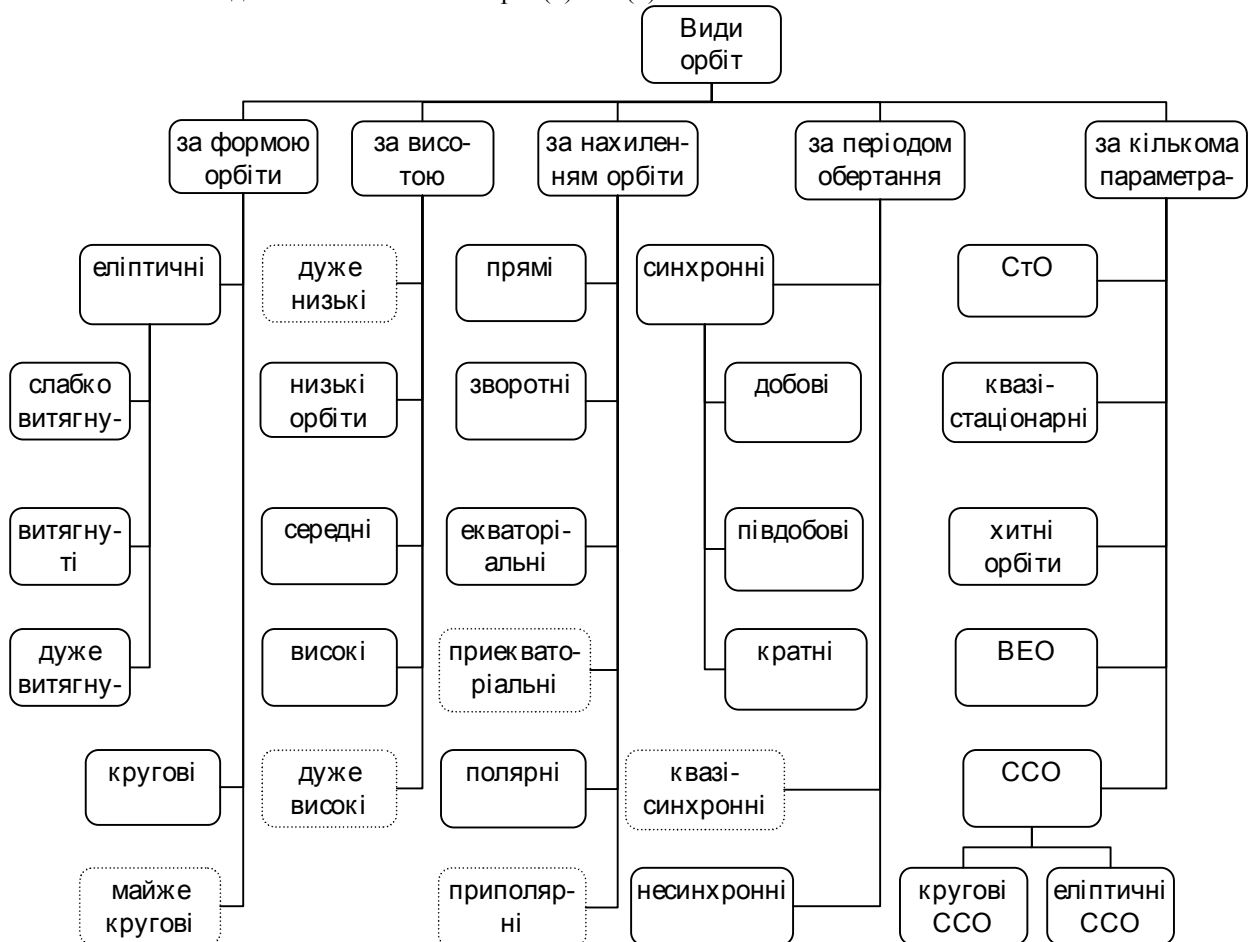 Види
орбіт
за формою
орбіти
за висо-
тою
за нахилен-
ням орбіти
за періодом
обертання
за кількома
параметра-
еліптичні
слабко
витягну-
витягну-
ті
дуже
витягну-
кругові
майже
кругові
дуже
низькі
низькі
орбіти
середні
високі
дуже
високі
прямі
зворотні
екваторі-
альні
приеквато-
ріальні
полярні
приполяр-
ні
синхронні
добові
півдобові
кратні
квазі-
синхронні
несинхронні
СтО
квазі-
стаціонарні
хитні
орбіти
ВЕО
ССО
кругові
ССО
еліптичні
ССО